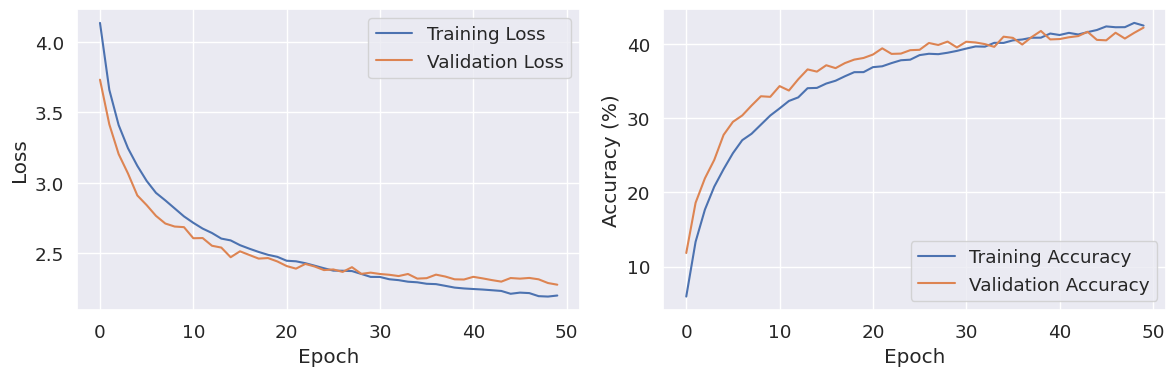 Training Loss
Validation Loss
Loss
4.0
3.5
3.0
2.5
0 10 20 30 40 50
Epoch
Accuracy (%)
40
30
20
10
Training Accuracy
Validation Accuracy
0 10 20 30 40 50
Epoch